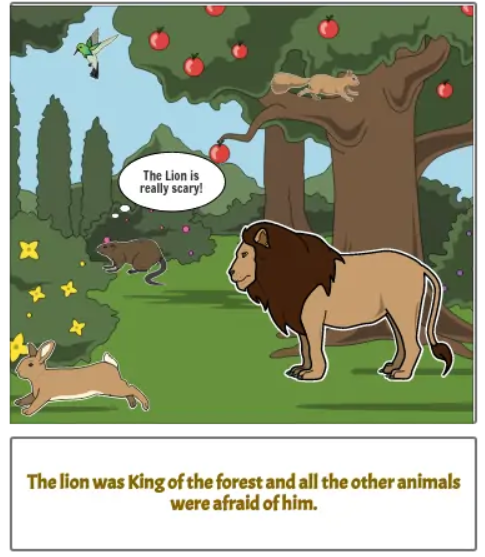 The Lion is
really scary!
The lion was King of the forest and all the other animals
were afraid of him.